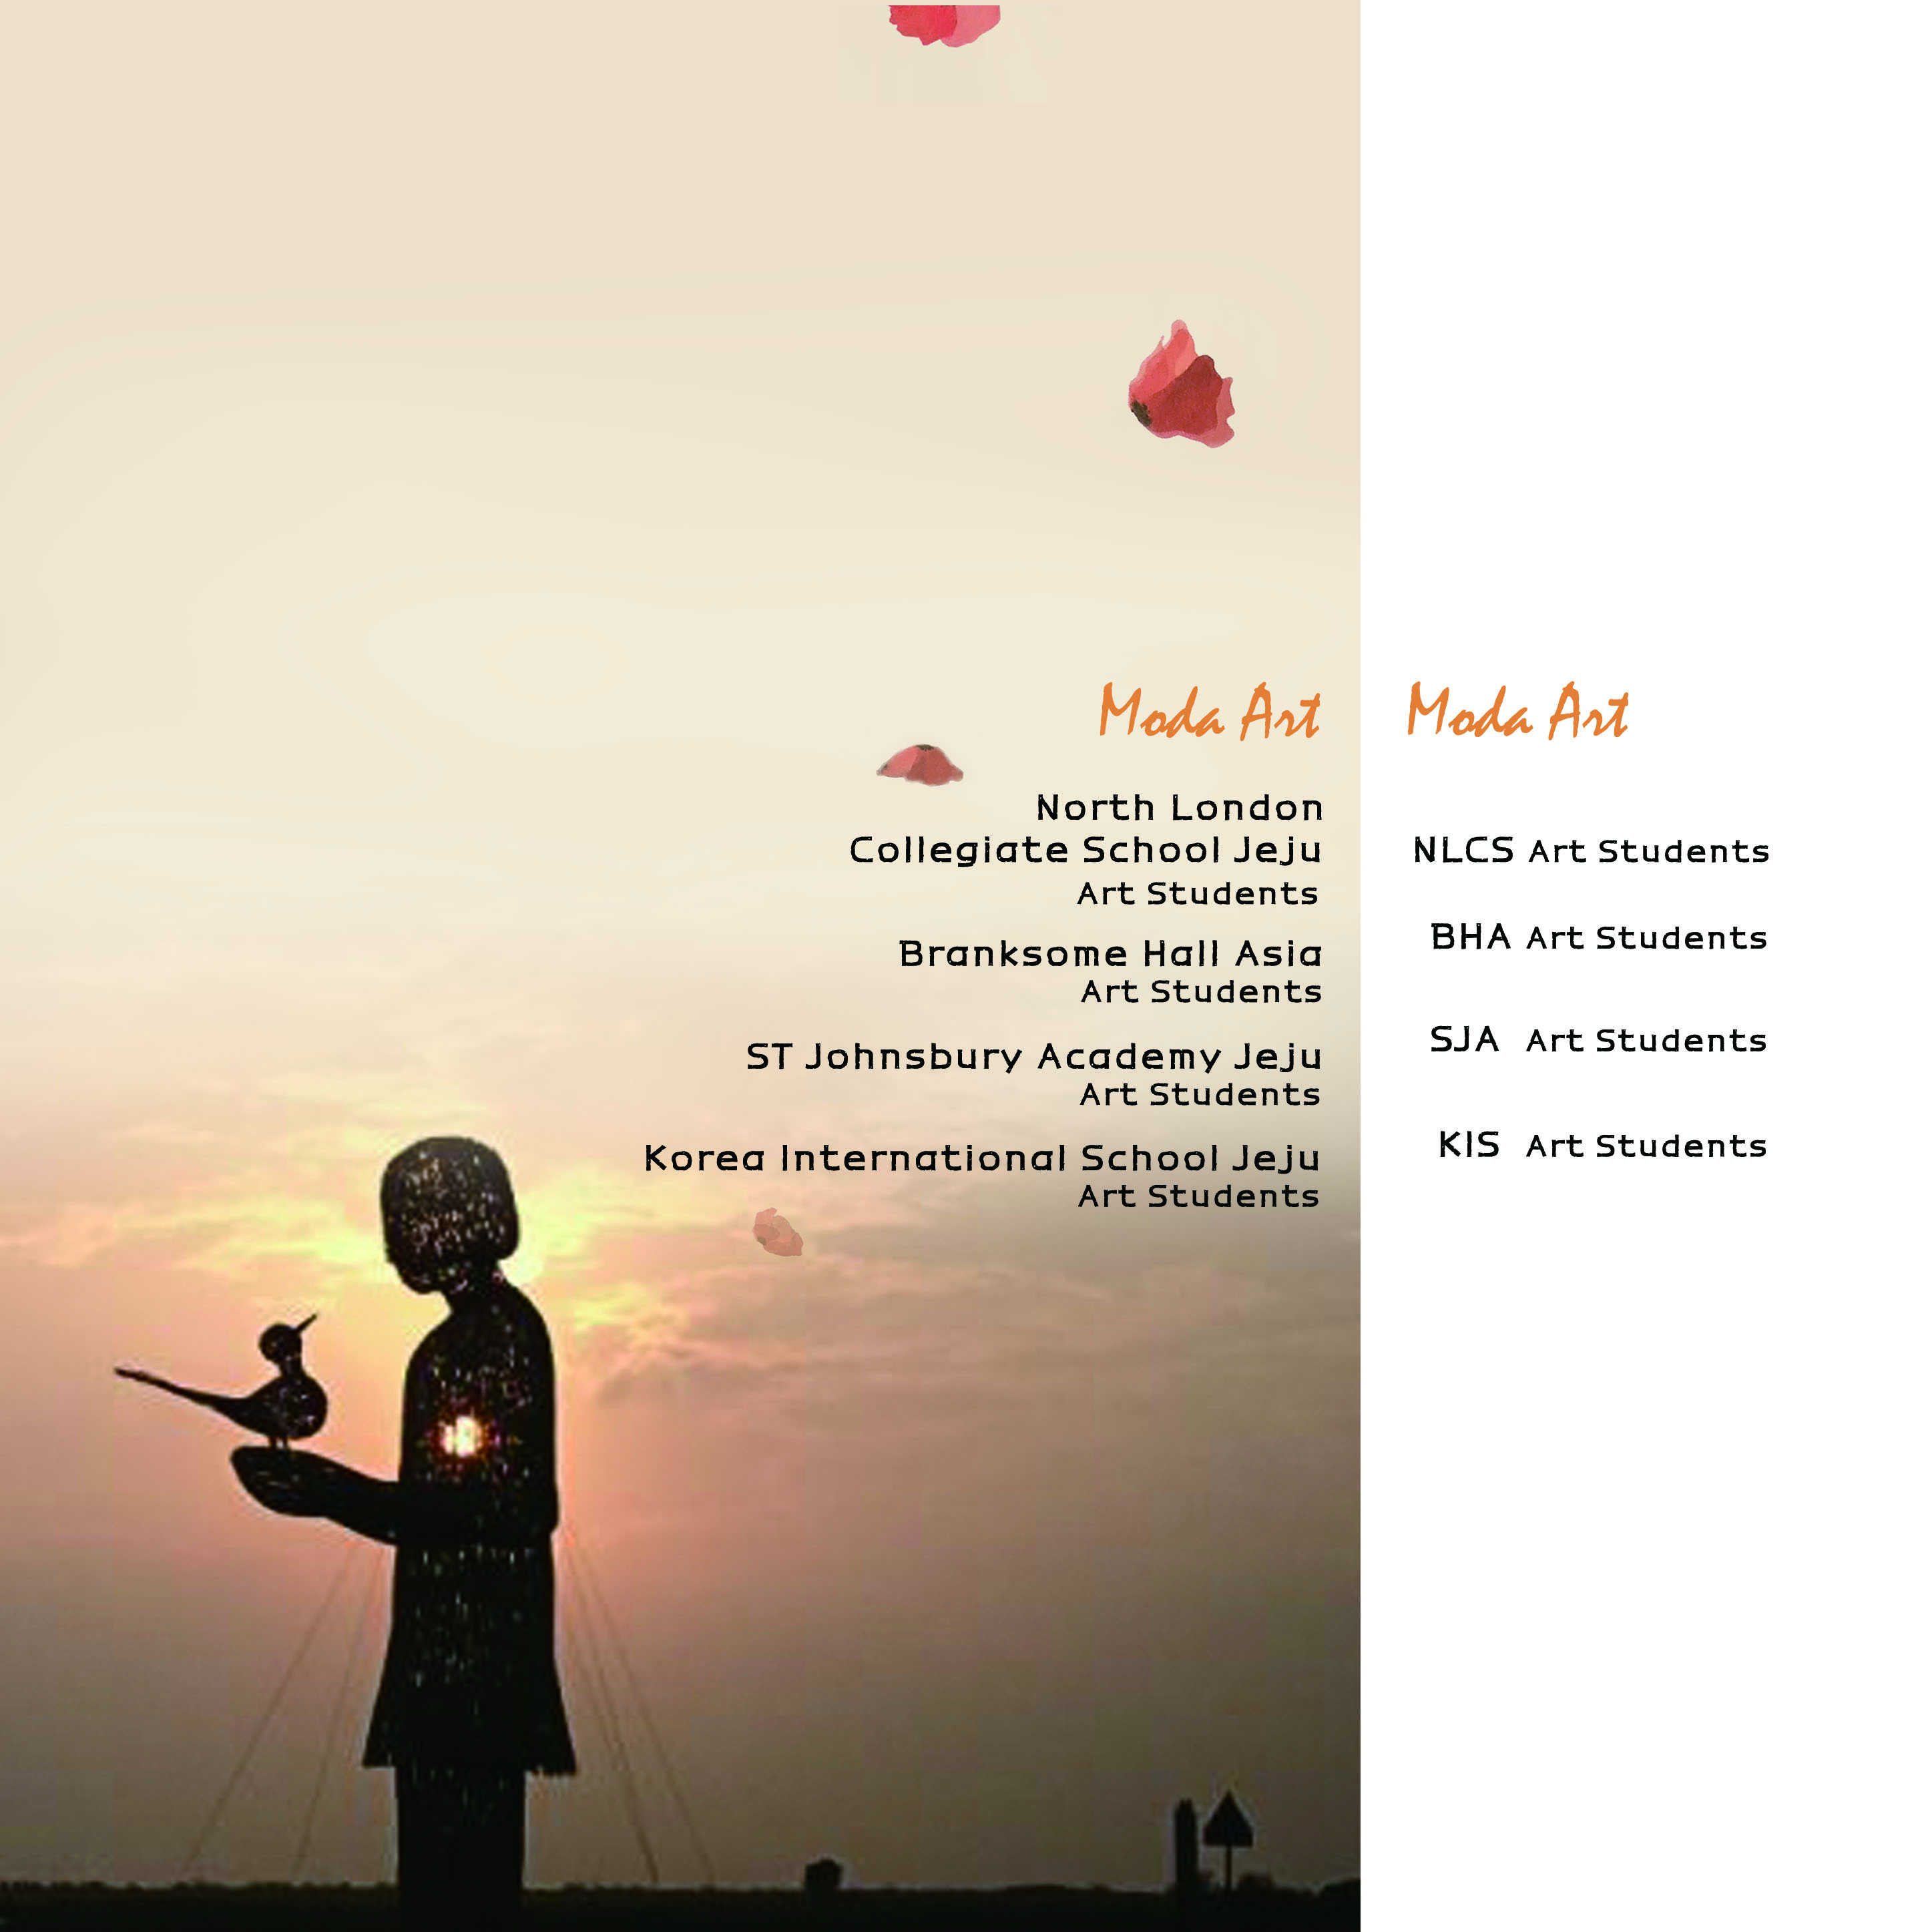 Moda Art
North London
Collegiate School Jeju
Art Students
Branksome Hall Asia
Art Students
ST Johnsbury Academy Jeju
Art Students
Korea International School Jeju
Art Students
Moda Art
NLCS Art Students
BHA Art Students
SJA Art Students
KIS Art Students